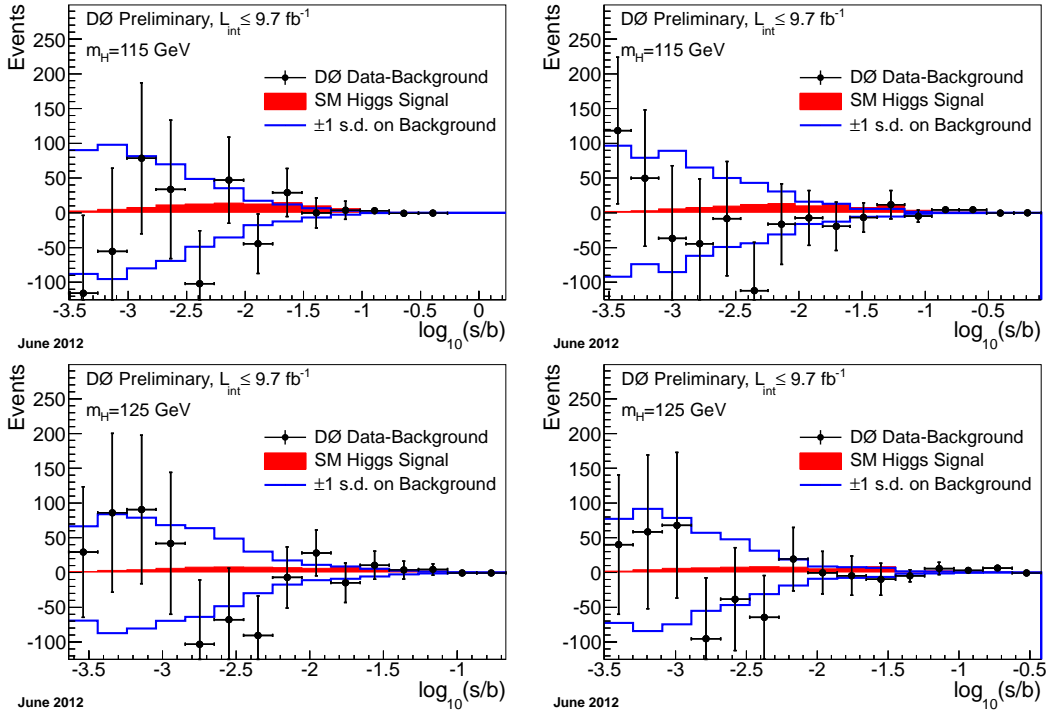 DØ Preliminary, L_int ≤ 9.7 fb⁻¹
m_H=115 GeV
DØ Data-Background
SM Higgs Signal
±1 s.d. on Background
Events
250
200
150
100
50
0
-50
-100
-3.5 -3 -2.5 -2 -1.5 -1 -0.5 0
log₁₀(s/b)
June 2012
DØ Preliminary, L_int ≤ 9.7 fb⁻¹
m_H=115 GeV
DØ Data-Background
SM Higgs Signal
±1 s.d. on Background
Events
250
200
150
100
50
0
-50
-100
-3.5 -3 -2.5 -2 -1.5 -1 -0.5
log₁₀(s/b)
June 2012
DØ Preliminary, L_int ≤ 9.7 fb⁻¹
m_H=125 GeV
DØ Data-Background
SM Higgs Signal
±1 s.d. on Background
Events
250
200
150
100
50
0
-50
-100
-3.5 -3 -2.5 -2 -1.5 -1
log₁₀(s/b)
June 2012
DØ Preliminary, L_int ≤ 9.7 fb⁻¹
m_H=125 GeV
DØ Data-Background
SM Higgs Signal
±1 s.d. on Background
Events
250
200
150
100
50
0
-50
-100
-3.5 -3 -2.5 -2 -1.5 -1 -0.5
log₁₀(s/b)
June 2012